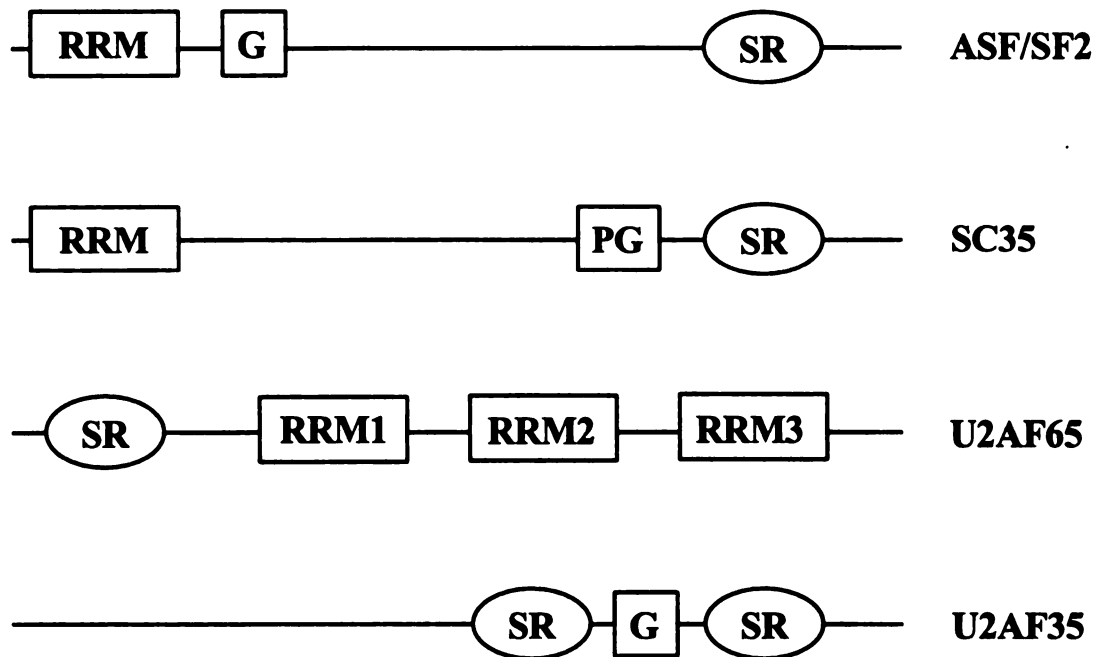 RRM G SR ASF/SF2
RRM PG SR SC35
SR RRM1 RRM2 RRM3 U2AF65
SR G SR U2AF35